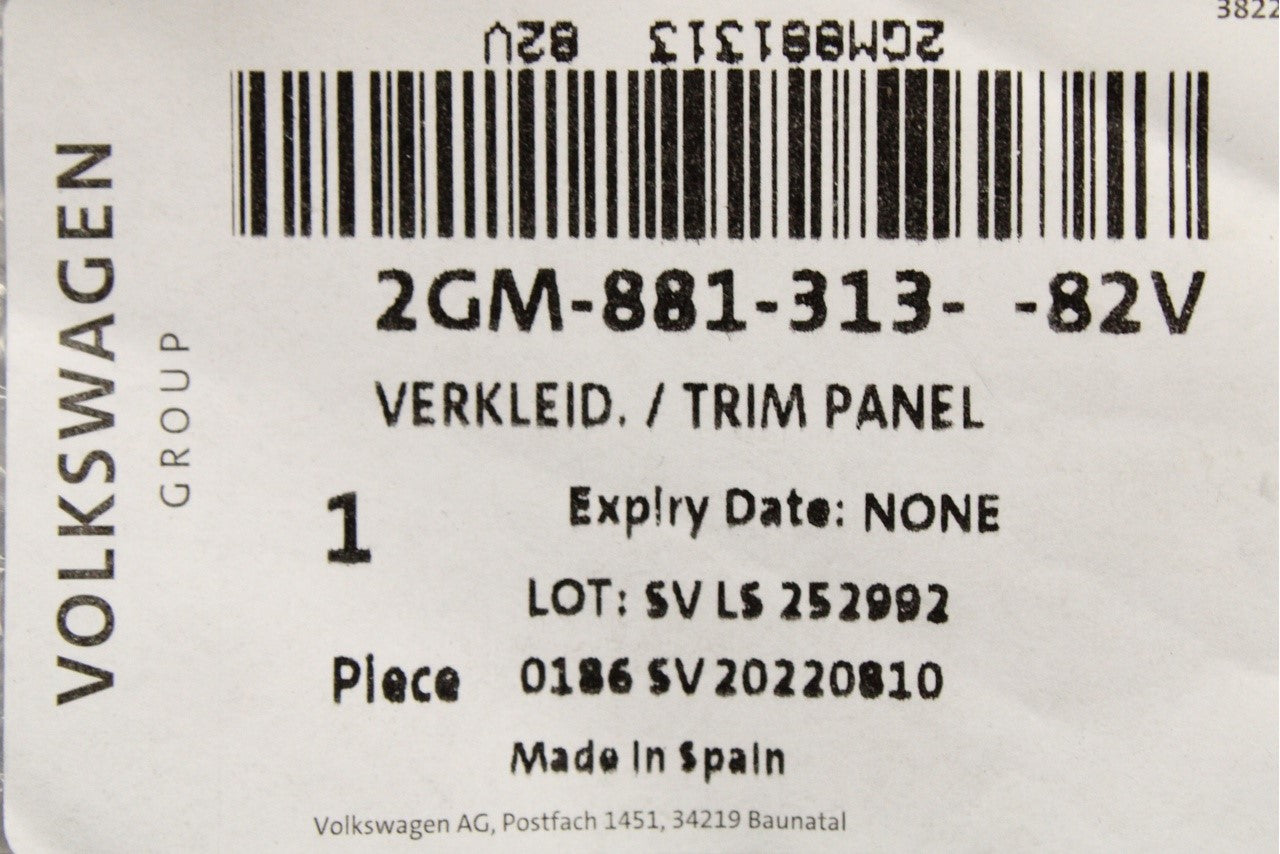 3822
2GM881313 82V
2GM-881-313- -82V
VERKLEID. / TRIM PANEL
1
Expiry Date: NONE
LOT: SV LS 252992
Piece 0186 SV 20220810
Made In Spain
Volkswagen AG, Postfach 1451, 34219 Baunatal
VOLKSWAGEN
GROUP